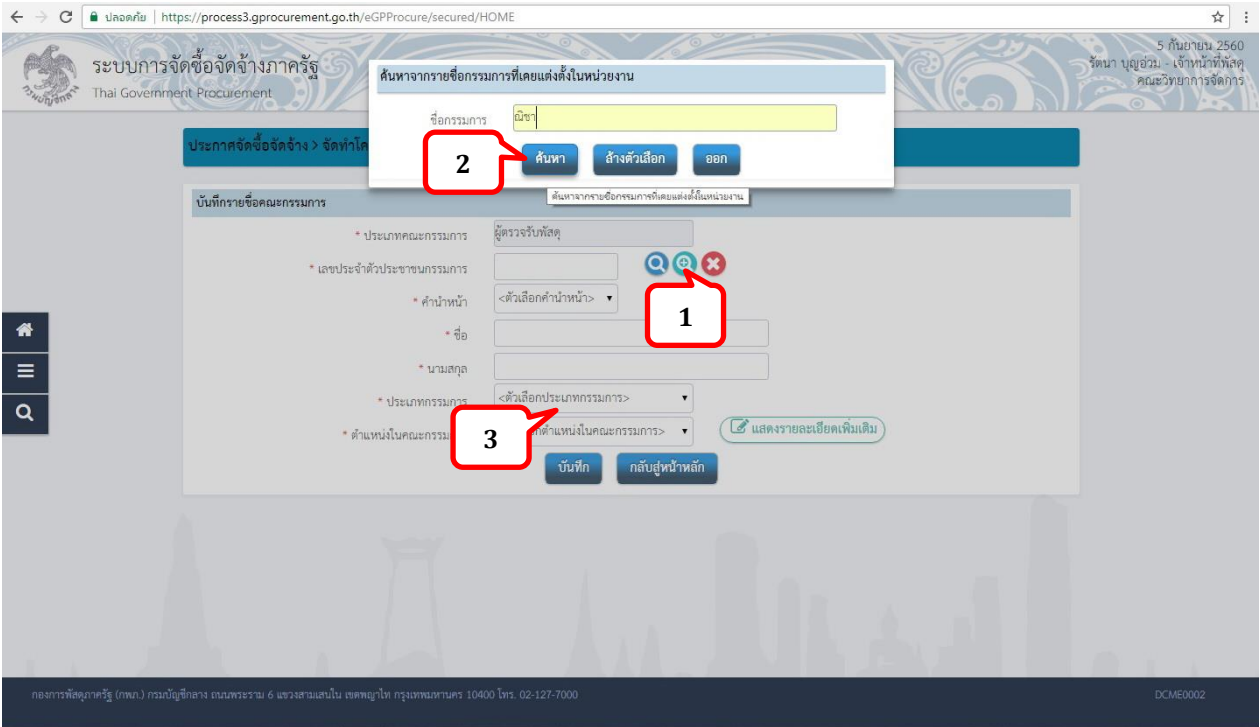 ปลอดภัย | https://process3.gprocurement.go.th/eGPProcure/secured/HOME
ระบบการจัดซื้อจัดจ้างภาครัฐ
Thai Government Procurement
5 กันยายน 2560
รัตนา บุญอ่วม - เจ้าหน้าที่พัสดุ
คณะวิทยาการจัดการ
ค้นหาจากรายชื่อกรรมการที่เคยแต่งตั้งในหน่วยงาน
ชื่อกรรมการ ณิชา
ค้นหา ล้างตัวเลือก ออก
2
ค้นหาจากรายชื่อกรรมการที่เคยแต่งตั้งในหน่วยงาน
ประกาศจัดซื้อจัดจ้าง > จัดทำโค
บันทึกรายชื่อคณะกรรมการ
* ประเภทคณะกรรมการ ผู้ตรวจรับพัสดุ
* เลขประจำตัวประชาชนกรรมการ
1
* คำนำหน้า <ตัวเลือกคำนำหน้า>
* ชื่อ
* นามสกุล
* ประเภทกรรมการ <ตัวเลือกประเภทกรรมการ>
3
* ตำแหน่งในคณะกรรม กตำแหน่งในคณะกรรมการ> แสดงรายละเอียดเพิ่มเติม
บันทึก กลับสู่หน้าหลัก
กองการพัสดุภาครัฐ (กพภ.) กรมบัญชีกลาง ถนนพระราม 6 แขวงสามเสนใน เขตพญาไท กรุงเทพมหานคร 10400 โทร. 02-127-7000
DCME0002